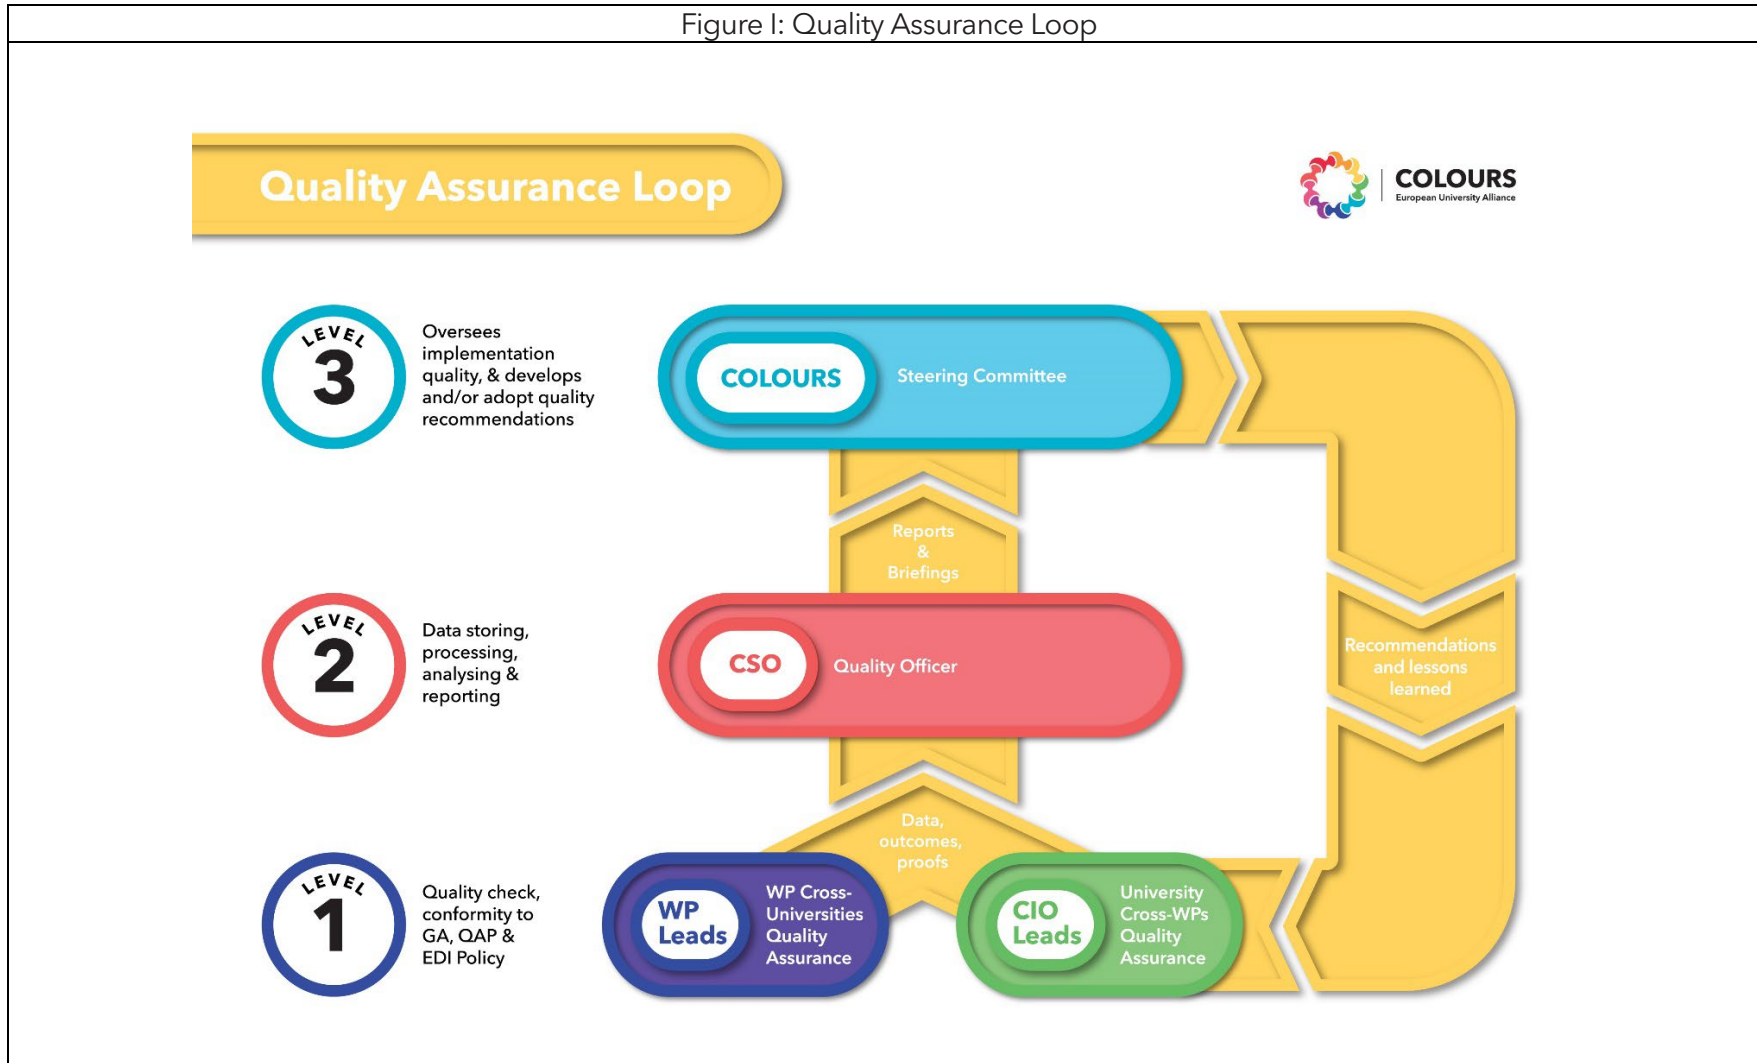 Figure I: Quality Assurance Loop
Quality Assurance Loop
COLOURS
European University Alliance
LEVEL
3
Oversees
implementation
quality, & develops
and/or adopt quality
recommendations
COLOURS
Steering Committee
Reports
&
Briefings
LEVEL
2
Data storing,
processing,
analysing &
reporting
CSO
Quality Officer
Recommendations
and lessons
learned
Data,
outcomes,
proofs
LEVEL
1
Quality check,
conformity to
GA, QAP &
EDI Policy
WP
Leads
WP Cross-
Universities
Quality
Assurance
CIO
Leads
University
Cross-WPs
Quality
Assurance